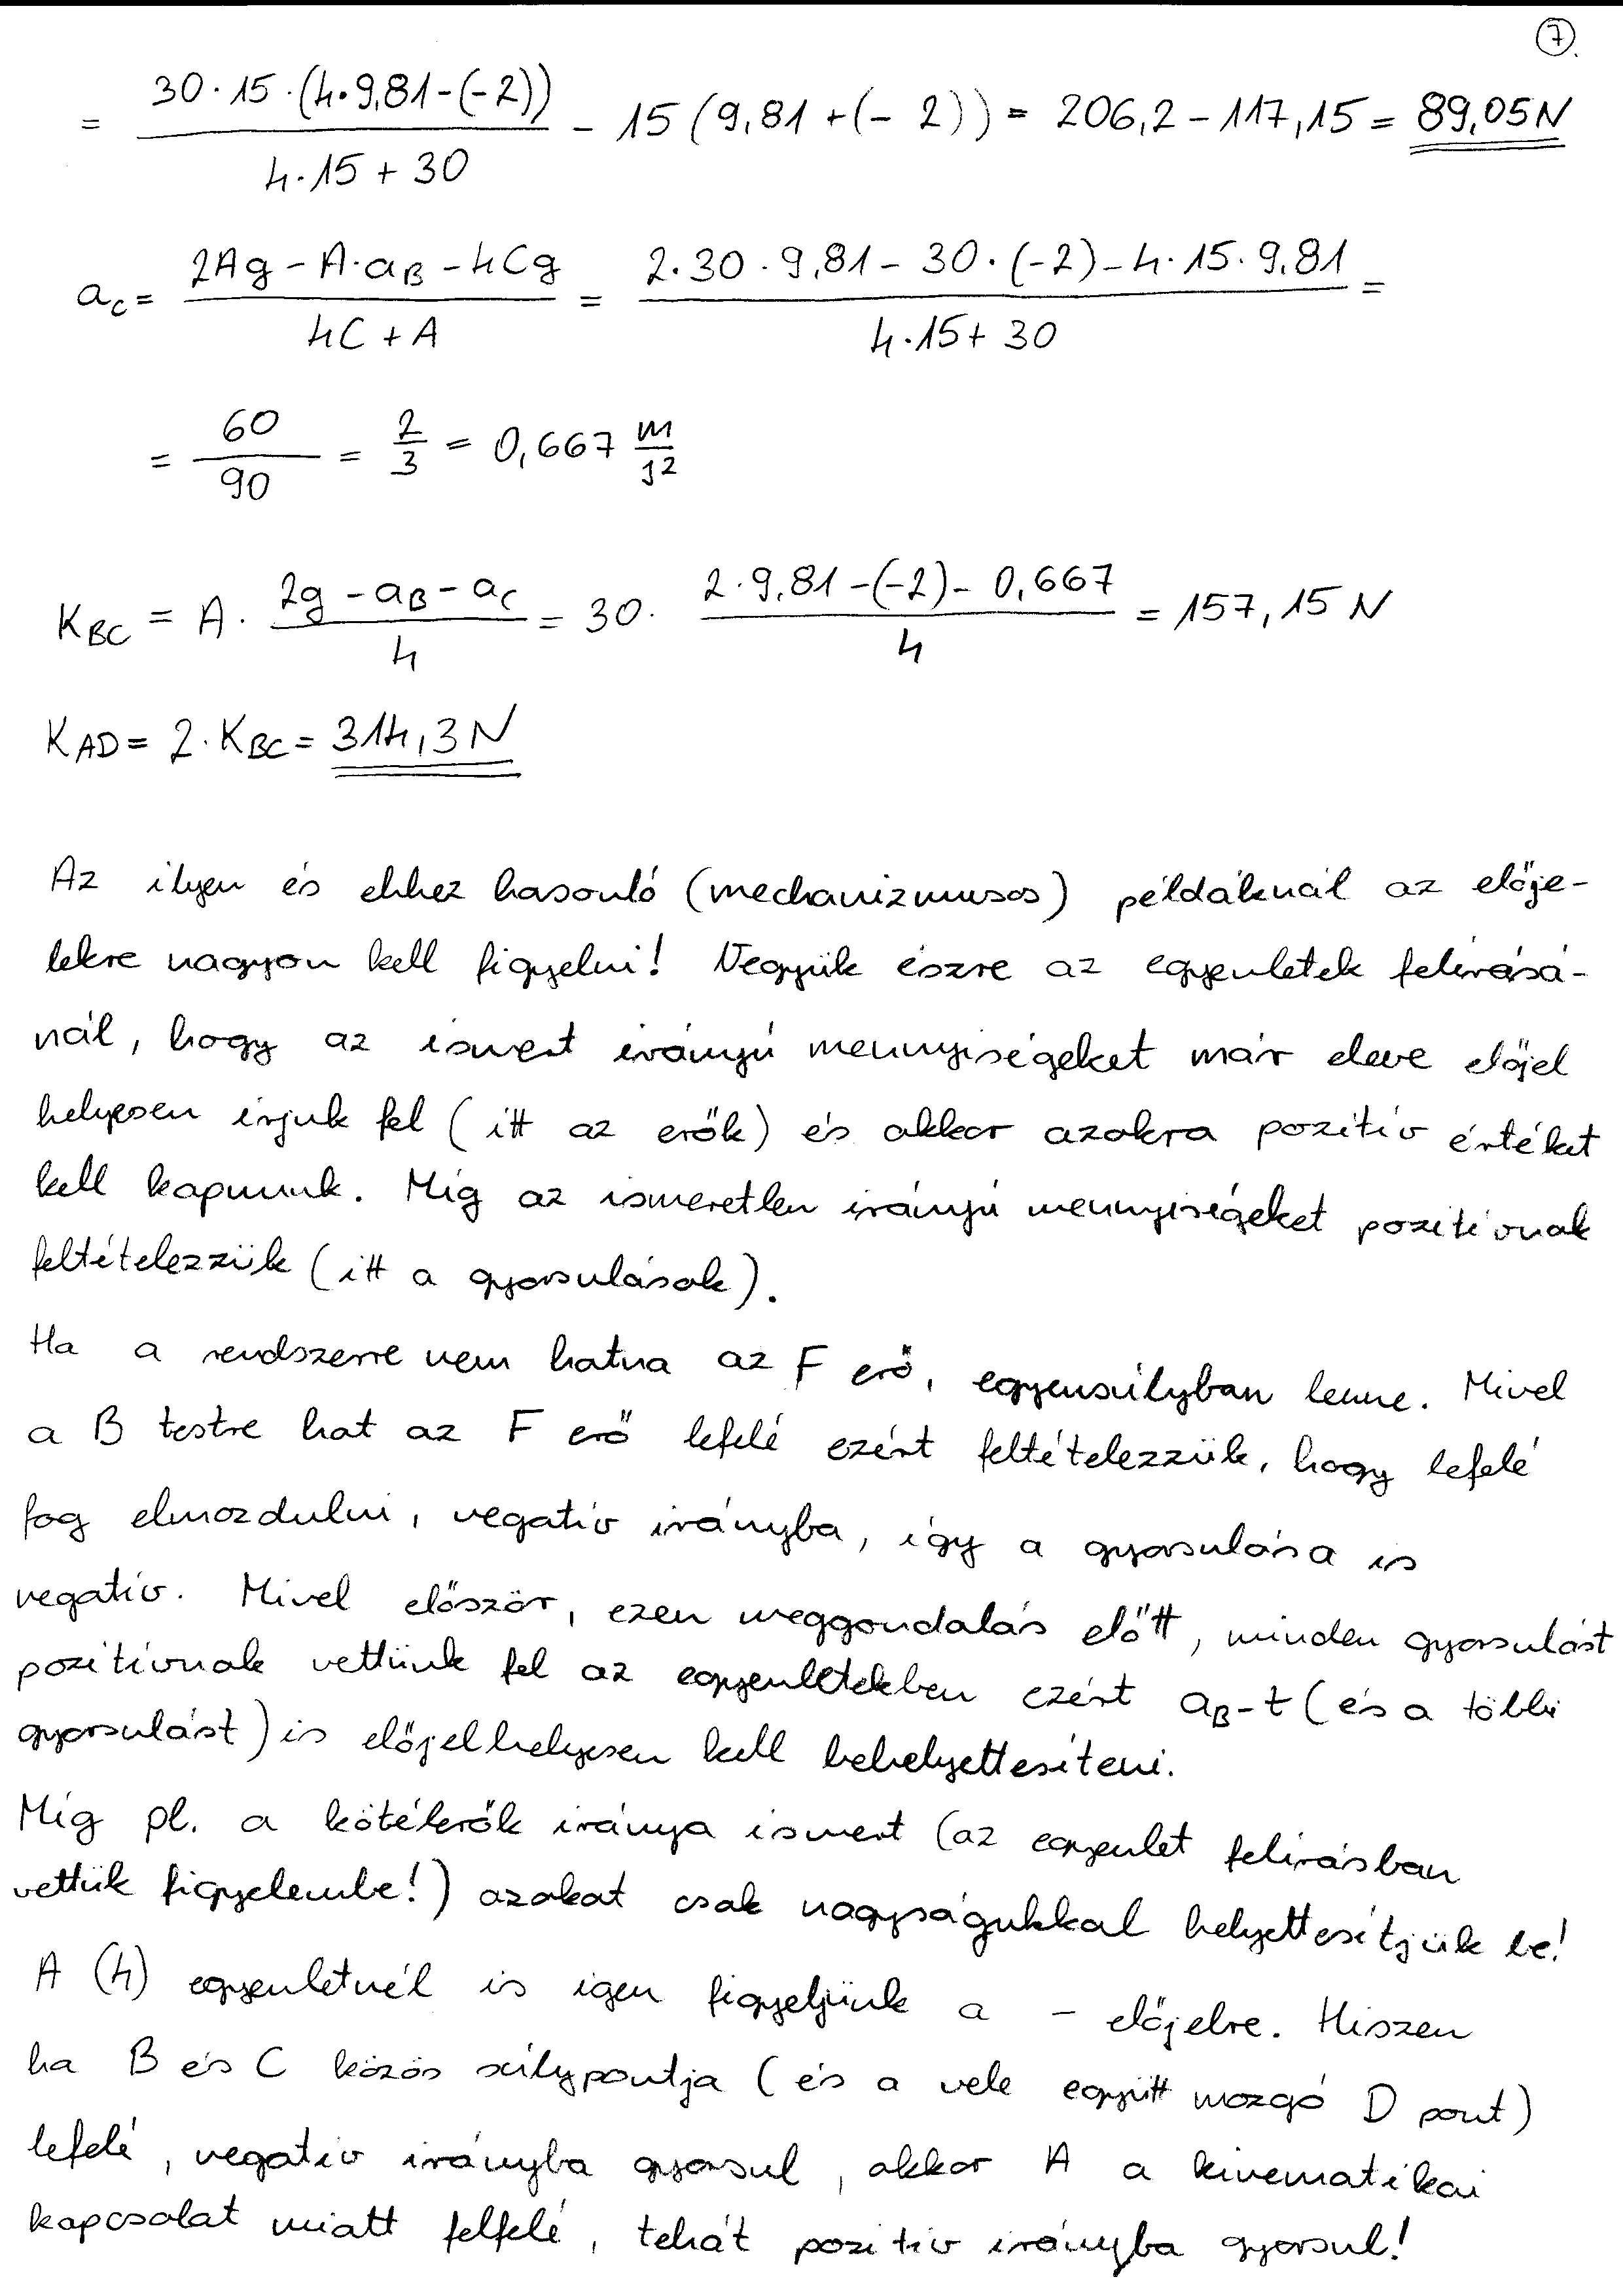 7.
= 30·15·(4·9,81-(-2)) / 4·15+30 - 15(9,81+(-2)) = 206,2-117,15 = 89,05N
a_C = 2Ag-A·a_B-4Cg / 4C+A = 2·30·9,81-30·(-2)-4·15·9,81 / 4·15+30 =
= 60 / 90 = 2/3 = 0,667 m/s²
K_BC = A· 2g-a_B-a_C / 4 = 30· 2·9,81-(-2)-0,667 / 4 = 157,15 N
K_AD = 2·K_BC = 314,3N
Az ilyen és ehhez hasonló (mechanizmusos) példáknál az elője-
lekre nagyon kell figyelni! Vegyük észre az egyenletek felírásá-
nál, hogy az ismert irányú mennyiségeket már eleve előjel
helyesen írjuk fel (itt az erők) és akkor azokra pozitív értéket
kell kapnunk. Míg az ismeretlen irányú mennyiségeket pozitívnak
feltételezzük (itt a gyorsulások).
Ha a rendszerre nem hatna az F erő, egyensúlyban lenne. Mivel
a B testre hat az F erő lefelé ezért feltételezzük, hogy lefelé
fog elmozdulni, negatív irányba, így a gyorsulása is
negatív. Mivel először, ezen meggondolás előtt, minden gyorsulást
pozitívnak vettünk fel az egyenletekben ezért a_B-t (és a többi
gyorsulást) is előjelhelyesen kell behelyettesíteni.
Míg pl. a kötélerők iránya ismert (az egyenlet felírásban
vettük figyelembe!) azokat csak nagyságukkal helyettesítjük be!
A (4) egyenletnél is igen figyeljünk a - előjelre. Hiszen
ha B és C közös súlypontja (és a vele együtt mozgó D pont)
lefelé, negatív irányba gyorsul, akkor A a kinematikai
kapcsolat miatt felfelé, tehát pozitív irányba gyorsul!